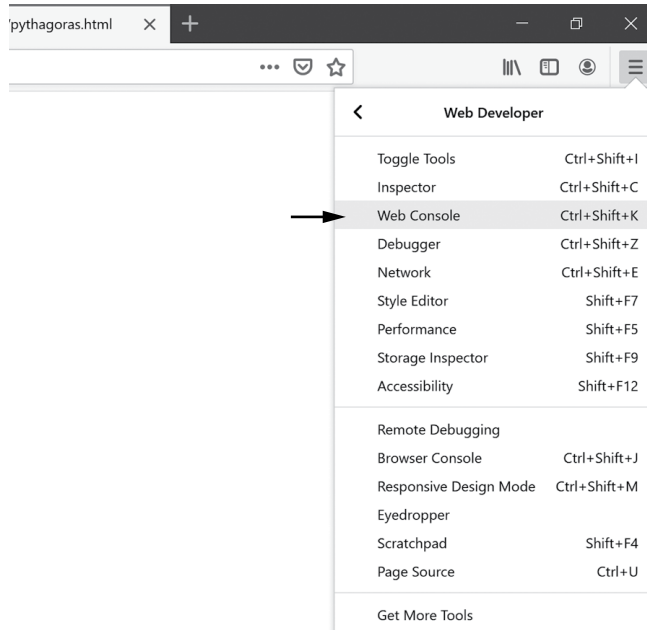 /pythagoras.html
Web Developer
Toggle Tools Ctrl+Shift+I
Inspector Ctrl+Shift+C
Web Console Ctrl+Shift+K
Debugger Ctrl+Shift+Z
Network Ctrl+Shift+E
Style Editor Shift+F7
Performance Shift+F5
Storage Inspector Shift+F9
Accessibility Shift+F12
Remote Debugging
Browser Console Ctrl+Shift+J
Responsive Design Mode Ctrl+Shift+M
Eyedropper
Scratchpad Shift+F4
Page Source Ctrl+U
Get More Tools